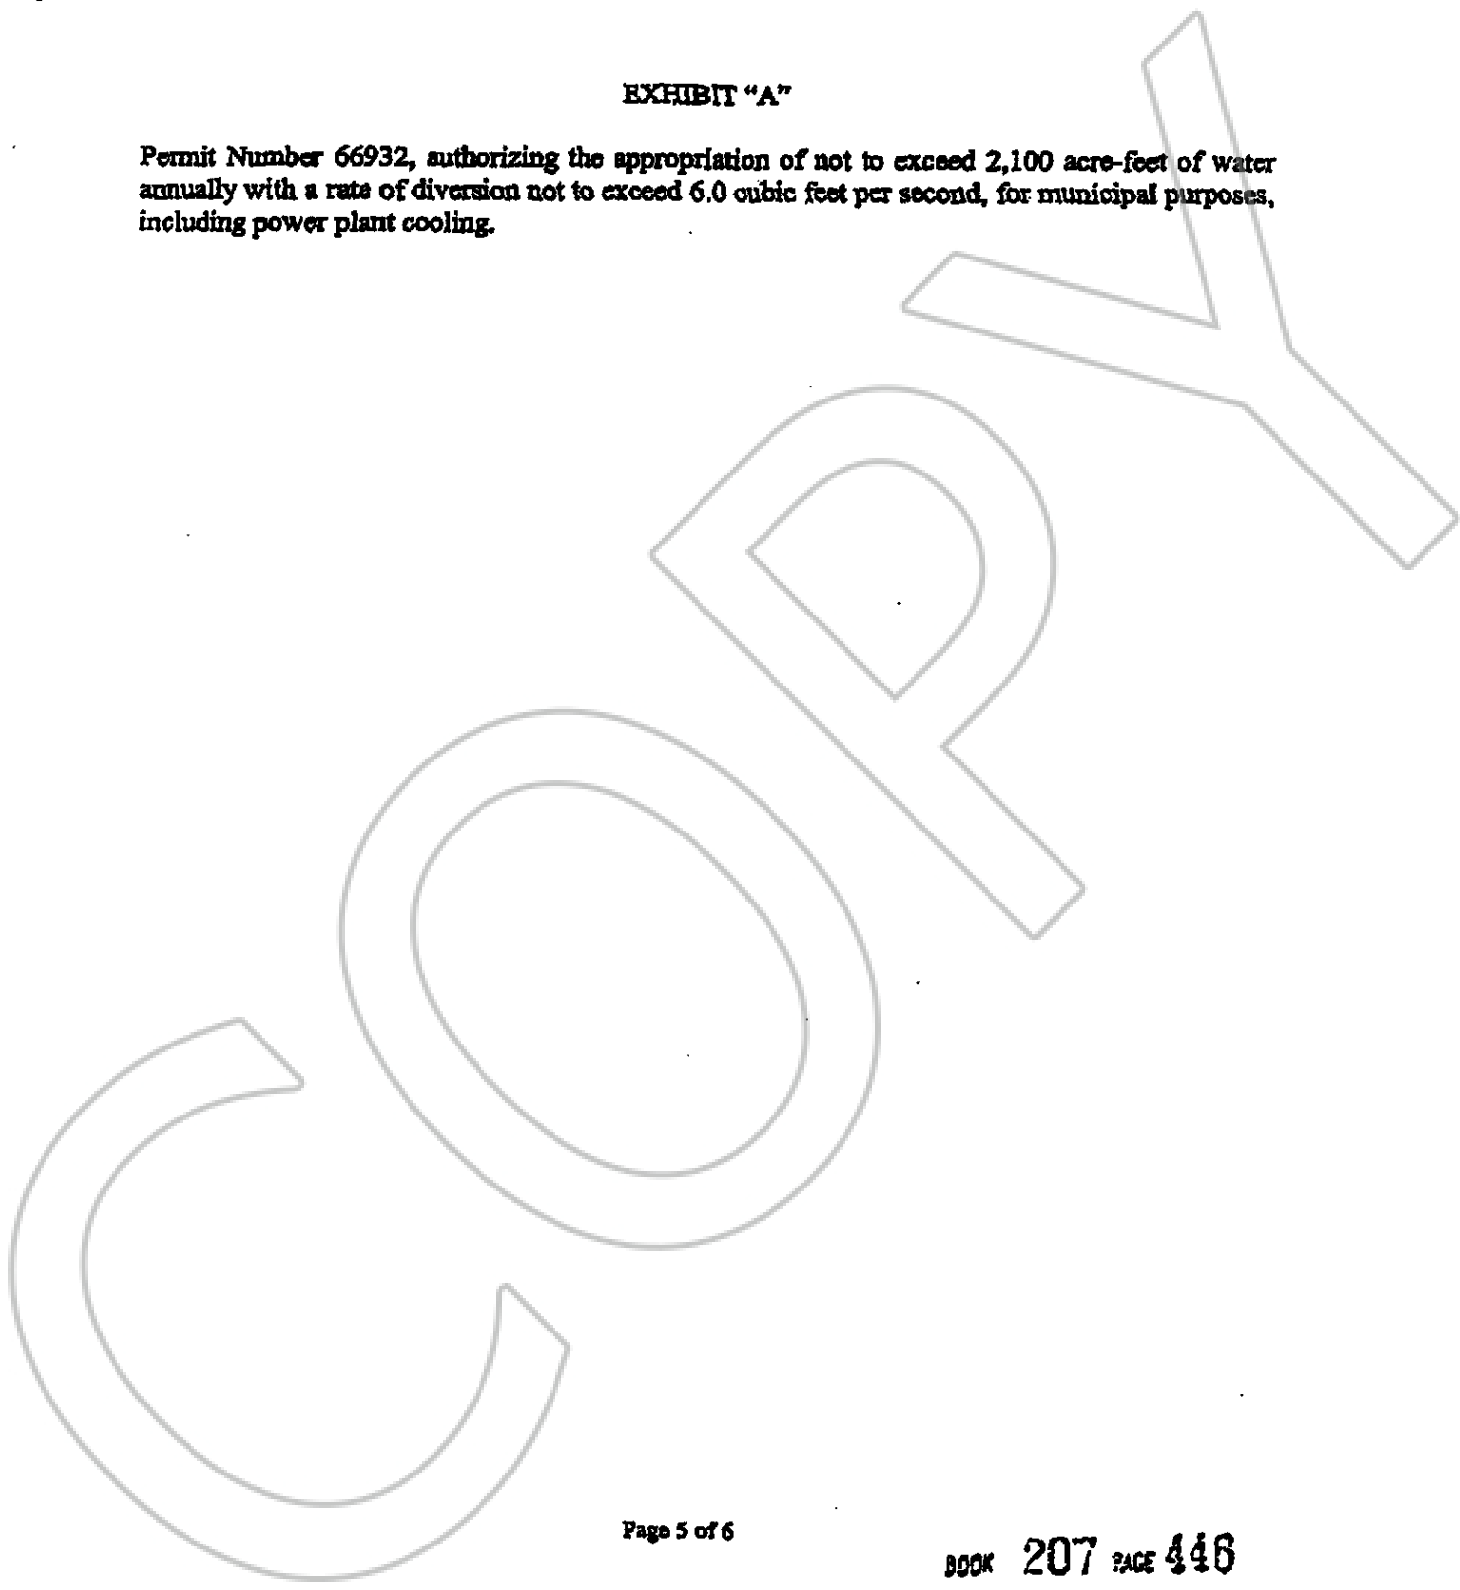 EXHIBIT “A”
Permit Number 66932, authorizing the appropriation of not to exceed 2,100 acre-feet of water
annually with a rate of diversion not to exceed 6.0 cubic feet per second, for municipal purposes,
including power plant cooling.
COPY
Page 5 of 6
BOOK 207 PAGE 446